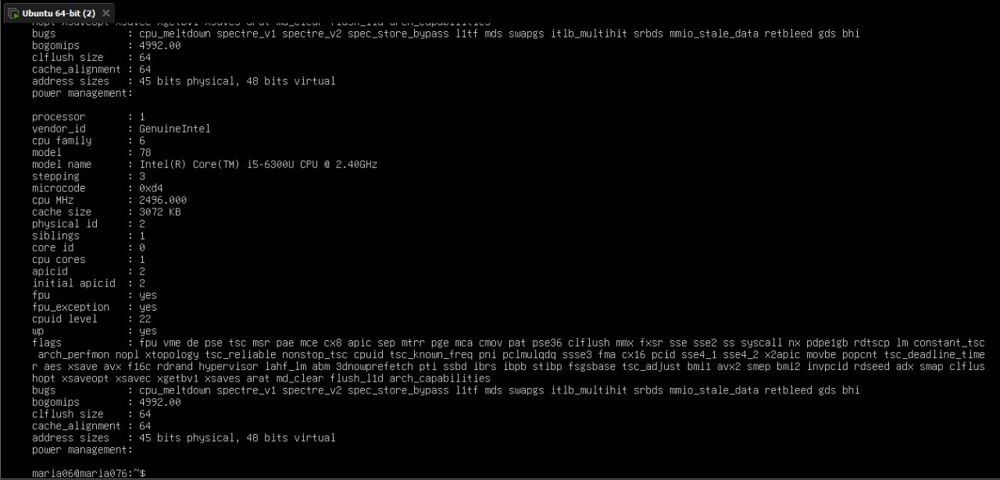 Ubuntu 64-bit (2)
hopt xsaveopt xsavec xgetbv1 xsaves arat md_clear flush_l1d arch_capabilities
bugs : cpu_meltdown spectre_v1 spectre_v2 spec_store_bypass l1tf mds swapgs itlb_multihit srbds mmio_stale_data retbleed gds bhi
bogomips : 4992.00
clflush size : 64
cache_alignment : 64
address sizes : 45 bits physical, 48 bits virtual
power management:
processor : 1
vendor_id : GenuineIntel
cpu family : 6
model : 78
model name : Intel(R) Core(TM) i5-6300U CPU @ 2.40GHz
stepping : 3
microcode : 0xd4
cpu MHz : 2496.000
cache size : 3072 KB
physical id : 2
siblings : 1
core id : 0
cpu cores : 1
apicid : 2
initial apicid : 2
fpu : yes
fpu_exception : yes
cpuid level : 22
wp : yes
flags : fpu vme de pse tsc msr pae mce cx8 apic sep mtrr pge mca cmov pat pse36 clflush mmx fxsr sse sse2 ss syscall nx pdpe1gb rdtscp lm constant_tsc
arch_perfmon nopl xtopology tsc_reliable nonstop_tsc cpuid tsc_known_freq pni pclmulqdq ssse3 fma cx16 pcid sse4_1 sse4_2 x2apic movbe popcnt tsc_deadline_time
r aes xsave avx f16c rdrand hypervisor lahf_lm abm 3dnowprefetch pti ssbd ibrs ibpb stibp fsgsbase tsc_adjust bmi1 avx2 smep bmi2 invpcid rdseed adx smap clflus
hopt xsaveopt xsavec xgetbv1 xsaves arat md_clear flush_l1d arch_capabilities
bugs : cpu_meltdown spectre_v1 spectre_v2 spec_store_bypass l1tf mds swapgs itlb_multihit srbds mmio_stale_data retbleed gds bhi
bogomips : 4992.00
clflush size : 64
cache_alignment : 64
address sizes : 45 bits physical, 48 bits virtual
power management:
maria06@maria076:~$